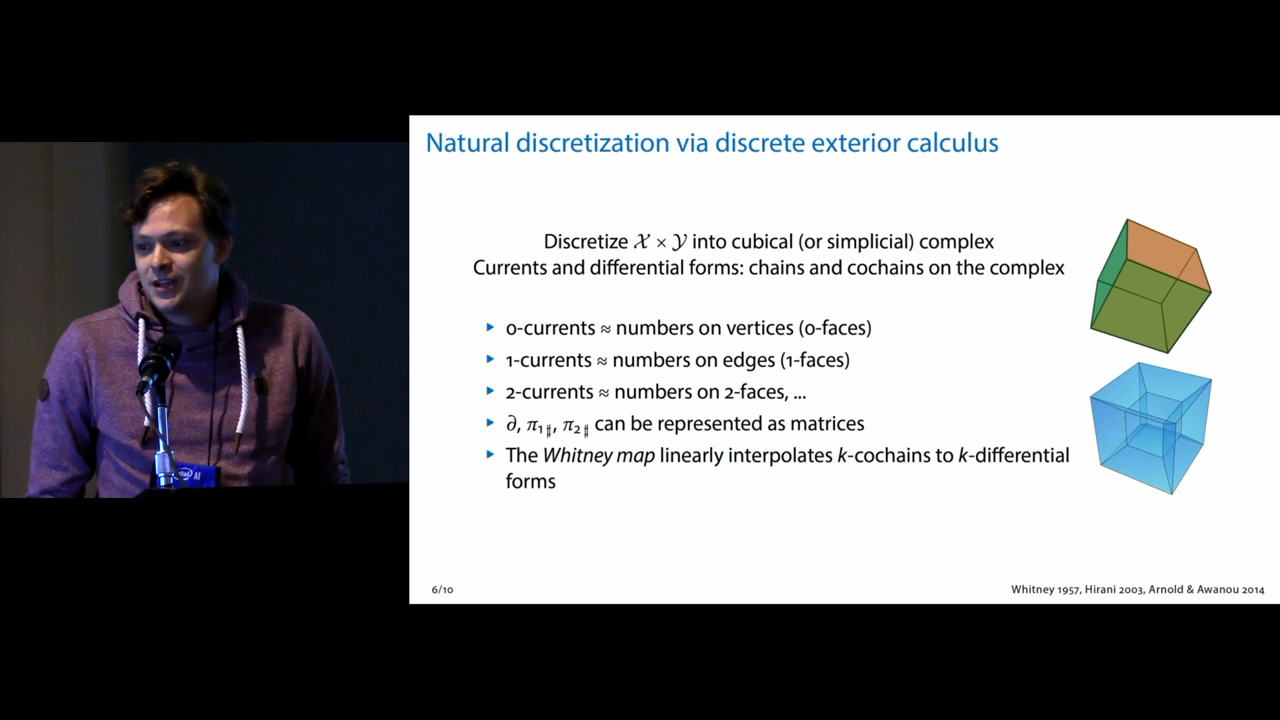 Natural discretization via discrete exterior calculus
Discretize 𝒳 × 𝒴 into cubical (or simplicial) complex
Currents and differential forms: chains and cochains on the complex
0-currents ≈ numbers on vertices (0-faces)
1-currents ≈ numbers on edges (1-faces)
2-currents ≈ numbers on 2-faces, ...
∂, π₁♯, π₂♯ can be represented as matrices
The Whitney map linearly interpolates k-cochains to k-differential
forms
6/10
Whitney 1957, Hirani 2003, Arnold & Awanou 2014
intel AI